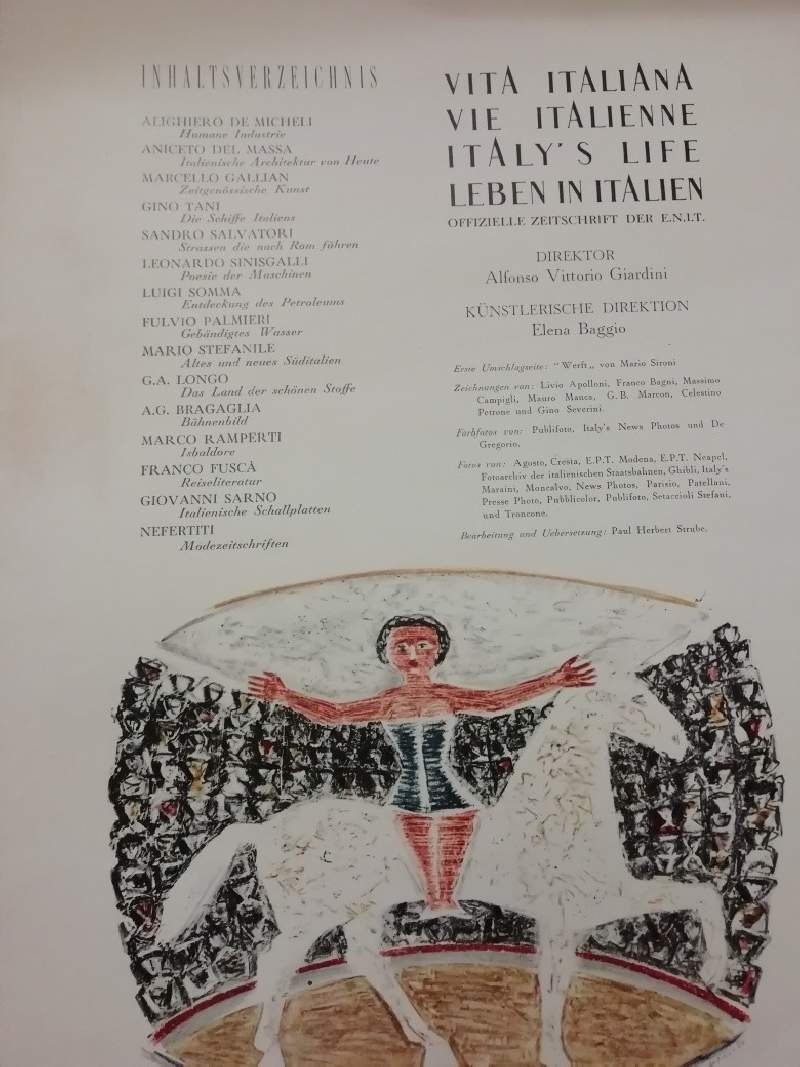 INHALTSVERZEICHNIS
ALIGHIERO DE MICHELI
Humane Industrie
ANICETO DEL MASSA
Italienische Architektur von Heute
MARCELLO GALLIAN
Zeitgenössische Kunst
GINO TANI
Die Schiffe Italiens
SANDRO SALVATORI
Strassen die nach Rom führen
LEONARDO SINISGALLI
Poesie der Maschinen
LUIGI SOMMA
Entdeckung des Petroleums
FULVIO PALMIERI
Gebändigtes Wasser
MARIO STEFANILE
Altes und neues Süditalien
G.A. LONGO
Das Land der schönen Stoffe
A.G. BRAGAGLIA
Bühnenbild
MARCO RAMPERTI
Isbaldore
FRANCO FUSCÀ
Reiseliteratur
GIOVANNI SARNO
Italienische Schallplatten
NEFERTITI
Modezeitschriften
VITA ITALIANA
VIE ITALIENNE
ITALY'S LIFE
LEBEN IN ITALIEN
OFFIZIELLE ZEITSCHRIFT DER E.N.I.T.
DIREKTOR
Alfonso Vittorio Giardini
KÜNSTLERISCHE DIREKTION
Elena Baggio
Erste Umschlagseite: "Werft„ von Mario Sironi
Zeichnungen von: Livio Apolloni, Franco Bagni, Massimo
Campigli, Mauro Manca, G.B. Marcon, Celestino
Petrone und Gino Severini.
Farbfotos von: Publifoto, Italy's News Photos und De
Gregorio.
Fotos von: Agosto, Cresta, E.P.T. Modena, E.P.T. Neapel,
Fotoarchiv der italienischen Staatsbahnen, Ghibli, Italy's
Maraini, Moncalvo, News Photos, Parisio, Patellani,
Presse Photo, Pubblicolor, Publifoto, Setaccioli Stefani,
und Trancone.
Bearbeitung und Uebersetzung: Paul Herbert Strube.